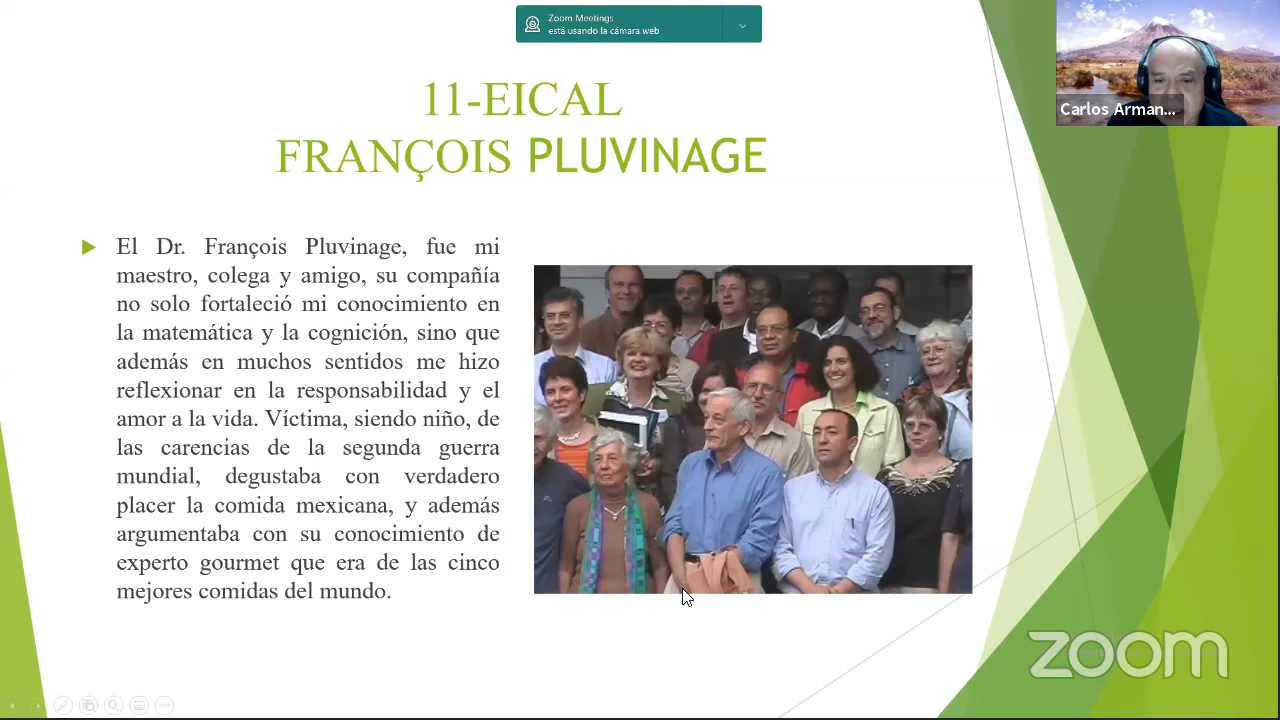 Zoom Meetings
está usando la cámara web
Carlos Arman...
11-EICAL
FRANÇOIS PLUVINAGE
El Dr. François Pluvinage, fue mi
maestro, colega y amigo, su compañía
no solo fortaleció mi conocimiento en
la matemática y la cognición, sino que
además en muchos sentidos me hizo
reflexionar en la responsabilidad y el
amor a la vida. Víctima, siendo niño, de
las carencias de la segunda guerra
mundial, degustaba con verdadero
placer la comida mexicana, y además
argumentaba con su conocimiento de
experto gourmet que era de las cinco
mejores comidas del mundo.
zoom